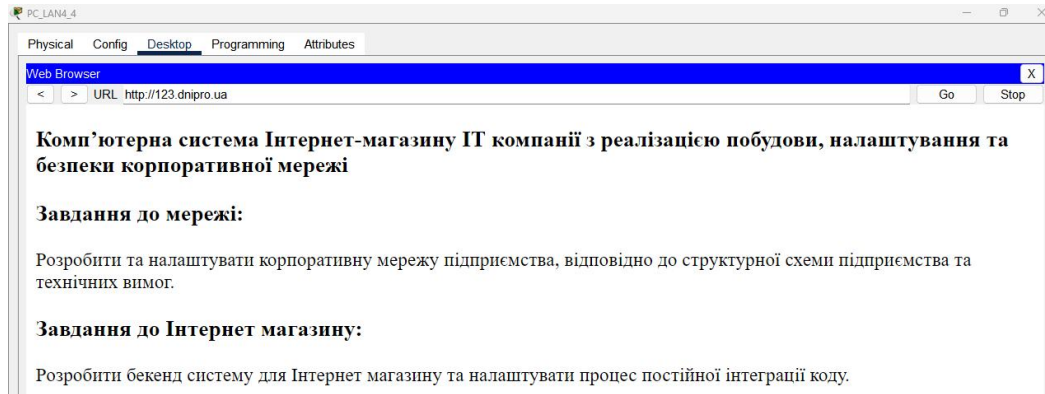 PC_LAN4_4
Physical Config Desktop Programming Attributes
Web Browser X
< > URL http://123.dnipro.ua Go Stop
Комп’ютерна система Інтернет-магазину ІТ компанії з реалізацією побудови, налаштування та
безпеки корпоративної мережі
Завдання до мережі:
Розробити та налаштувати корпоративну мережу підприємства, відповідно до структурної схеми підприємства та
технічних вимог.
Завдання до Інтернет магазину:
Розробити бекенд систему для Інтернет магазину та налаштувати процес постійної інтеграції коду.